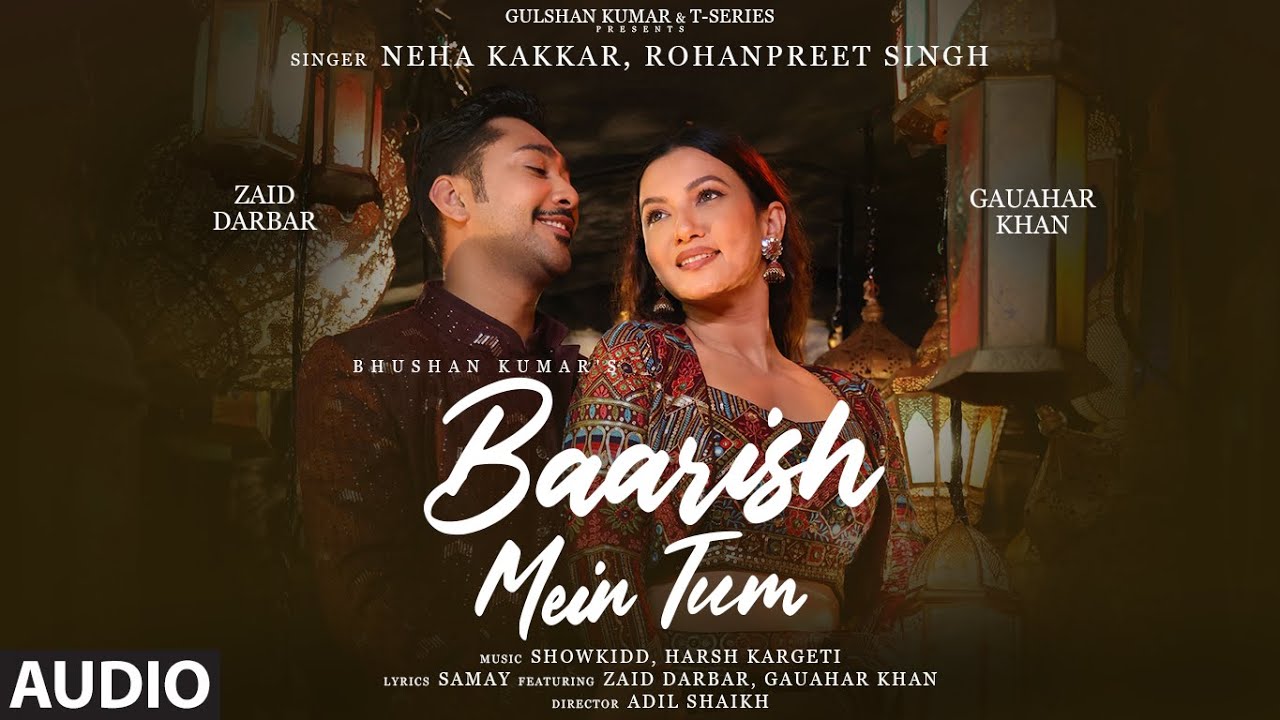 GULSHAN KUMAR & T-SERIES
PRESENTS
SINGER NEHA KAKKAR, ROHANPREET SINGH
ZAID
DARBAR
GAUAHAR
KHAN
BHUSHAN KUMAR'S
Baarish
Mein Tum
MUSIC SHOWKIDD, HARSH KARGETI
LYRICS SAMAY FEATURING ZAID DARBAR, GAUAHAR KHAN
DIRECTOR ADIL SHAIKH
AUDIO